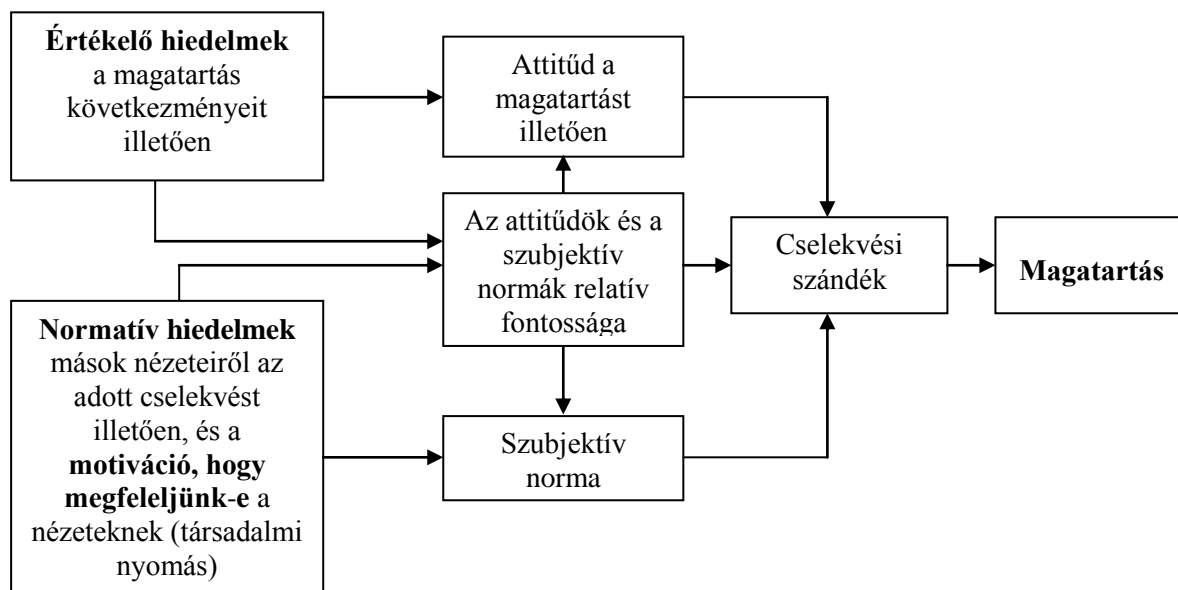 Értékelő hiedelmek
a magatartás
következményeit
illetően
Attitűd a
magatartást
illetően
Az attitűdök és a
szubjektív
normák relatív
fontossága
Cselekvési
szándék
Magatartás
Normatív hiedelmek
mások nézeteiről az
adott cselekvést
illetően, és a
motiváció, hogy
megfeleljünk-e a
nézeteknek (társadalmi
nyomás)
Szubjektív
norma